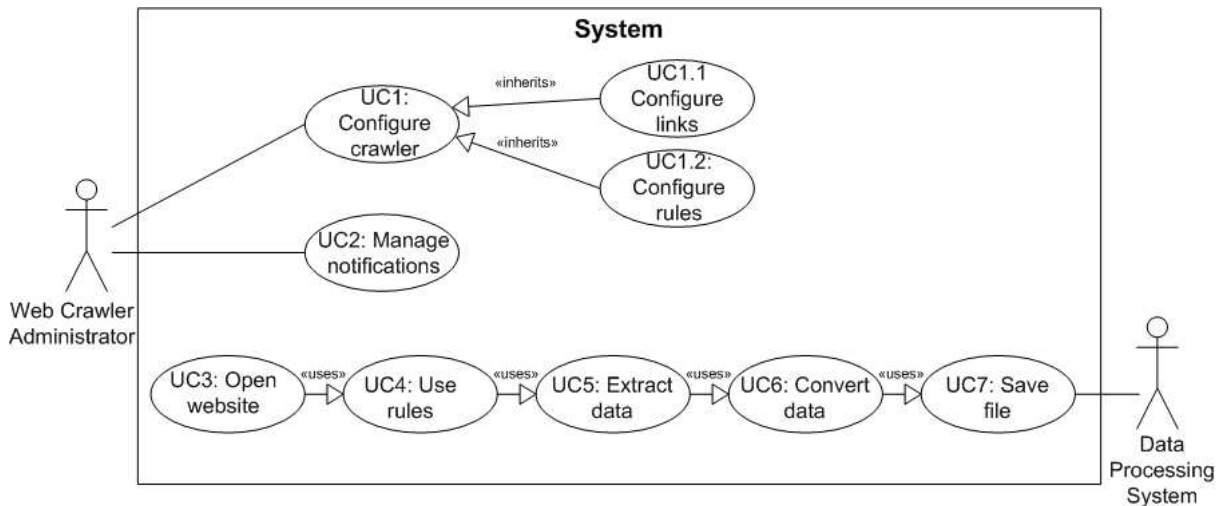 System
UC1:
Configure
crawler
«inherits»
UC1.1
Configure
links
«inherits»
UC1.2:
Configure
rules
UC2: Manage
notifications
Web Crawler
Administrator
UC3: Open
website
«uses»
UC4: Use
rules
«uses»
UC5: Extract
data
«uses»
UC6: Convert
data
«uses»
UC7: Save
file
Data
Processing
System